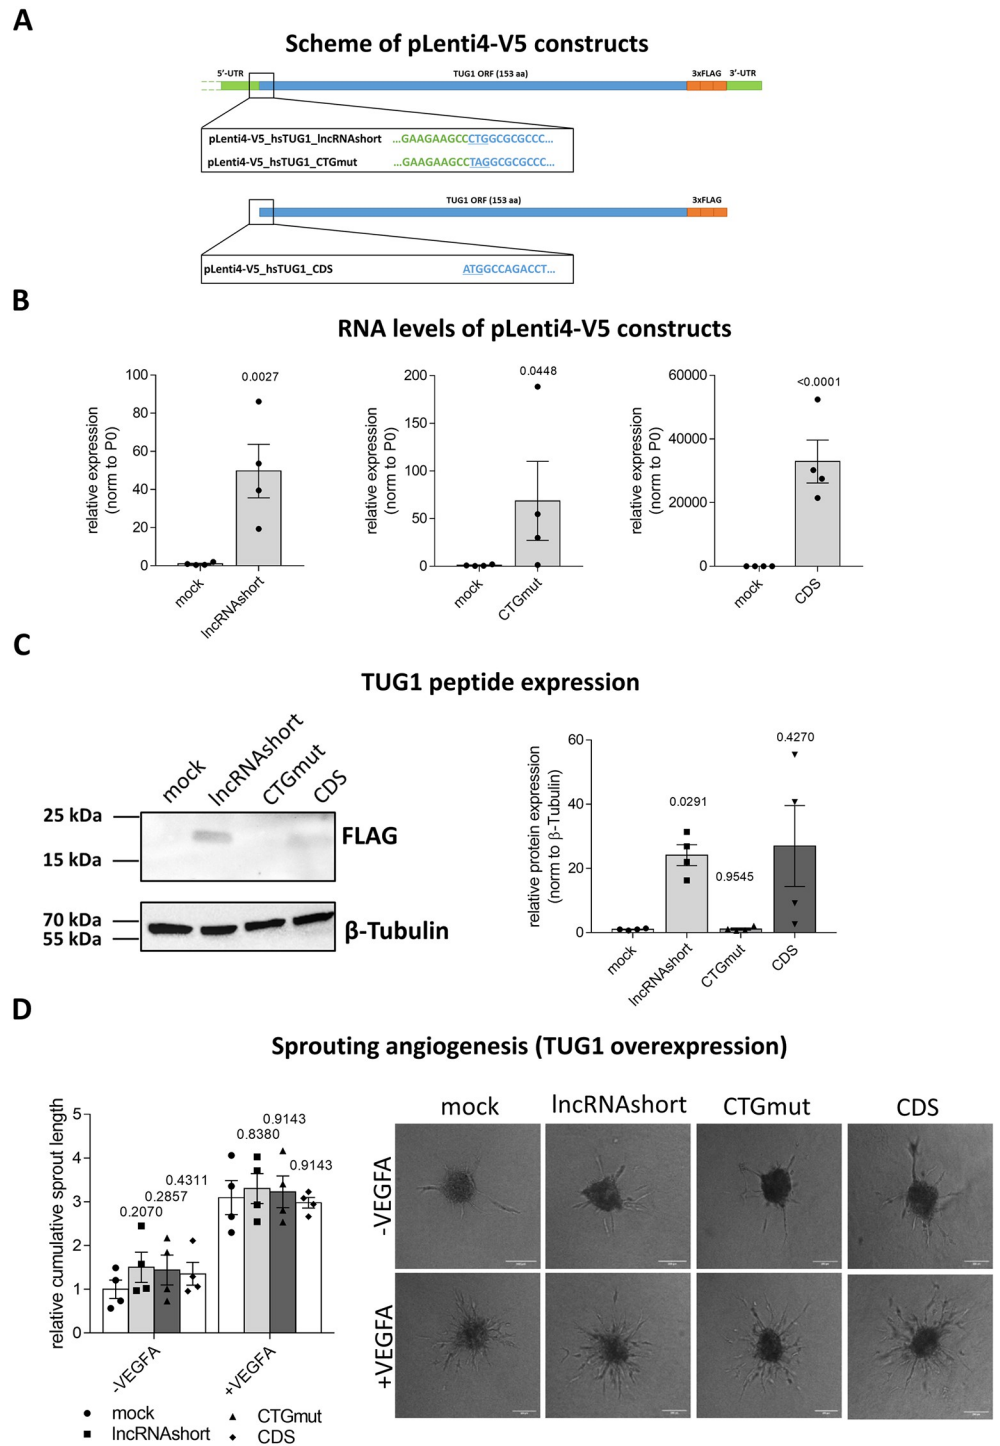 A
Scheme of pLenti4-V5 constructs
5'-UTR TUG1 ORF (153 aa) 3xFLAG 3'-UTR
pLenti4-V5_hsTUG1_lncRNAshort ...GAAGAAGCCCTGGCGCGCCC...
pLenti4-V5_hsTUG1_CTGmut ...GAAGAAGCCTAGGCGCGCCC...
TUG1 ORF (153 aa) 3xFLAG
pLenti4-V5_hsTUG1_CDS ATGGCCAGACCT...
B
RNA levels of pLenti4-V5 constructs
relative expression
(norm to P0)
100
80
60
40
20
0
0.0027
mock
lncRNAshort
relative expression
(norm to P0)
200
150
100
50
0
0.0448
mock
CTGmut
relative expression
(norm to P0)
60000
40000
20000
0
<0.0001
mock
CDS
C
TUG1 peptide expression
mock
lncRNAshort
CTGmut
CDS
25 kDa
15 kDa
FLAG
70 kDa
55 kDa
β-Tubulin
relative protein expression
(norm to β-Tubulin)
60
40
20
0
0.0291
0.9545
0.4270
mock
lncRNAshort
CTGmut
CDS
D
Sprouting angiogenesis (TUG1 overexpression)
relative cumulative sprout length
5
4
3
2
1
0
0.2070
0.2857
0.4311
0.8380
0.9143
0.9143
-VEGFA
+VEGFA
mock
lncRNAshort
CTGmut
CDS
mock lncRNAshort CTGmut CDS
-VEGFA
+VEGFA